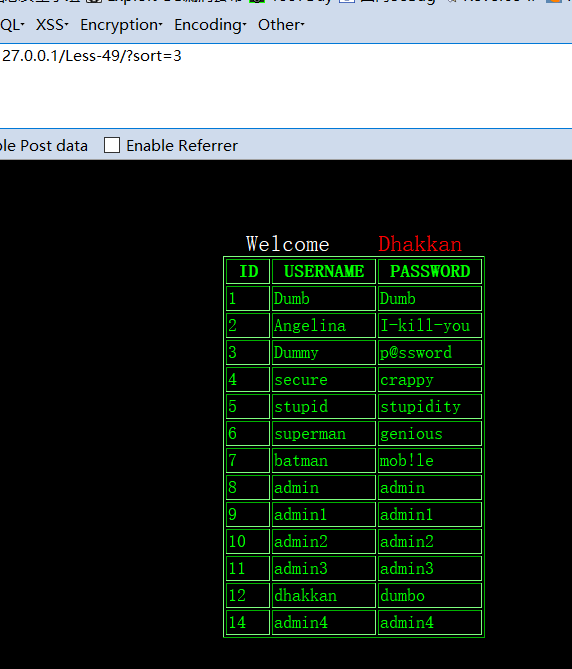 QL· XSS· Encryption· Encoding· Other·
27.0.0.1/Less-49/?sort=3
ble Post data Enable Referrer
Welcome Dhakkan
ID USERNAME PASSWORD
1 Dumb Dumb
2 Angelina I-kill-you
3 Dummy p@ssword
4 secure crappy
5 stupid stupidity
6 superman genious
7 batman mob!le
8 admin admin
9 admin1 admin1
10 admin2 admin2
11 admin3 admin3
12 dhakkan dumbo
14 admin4 admin4